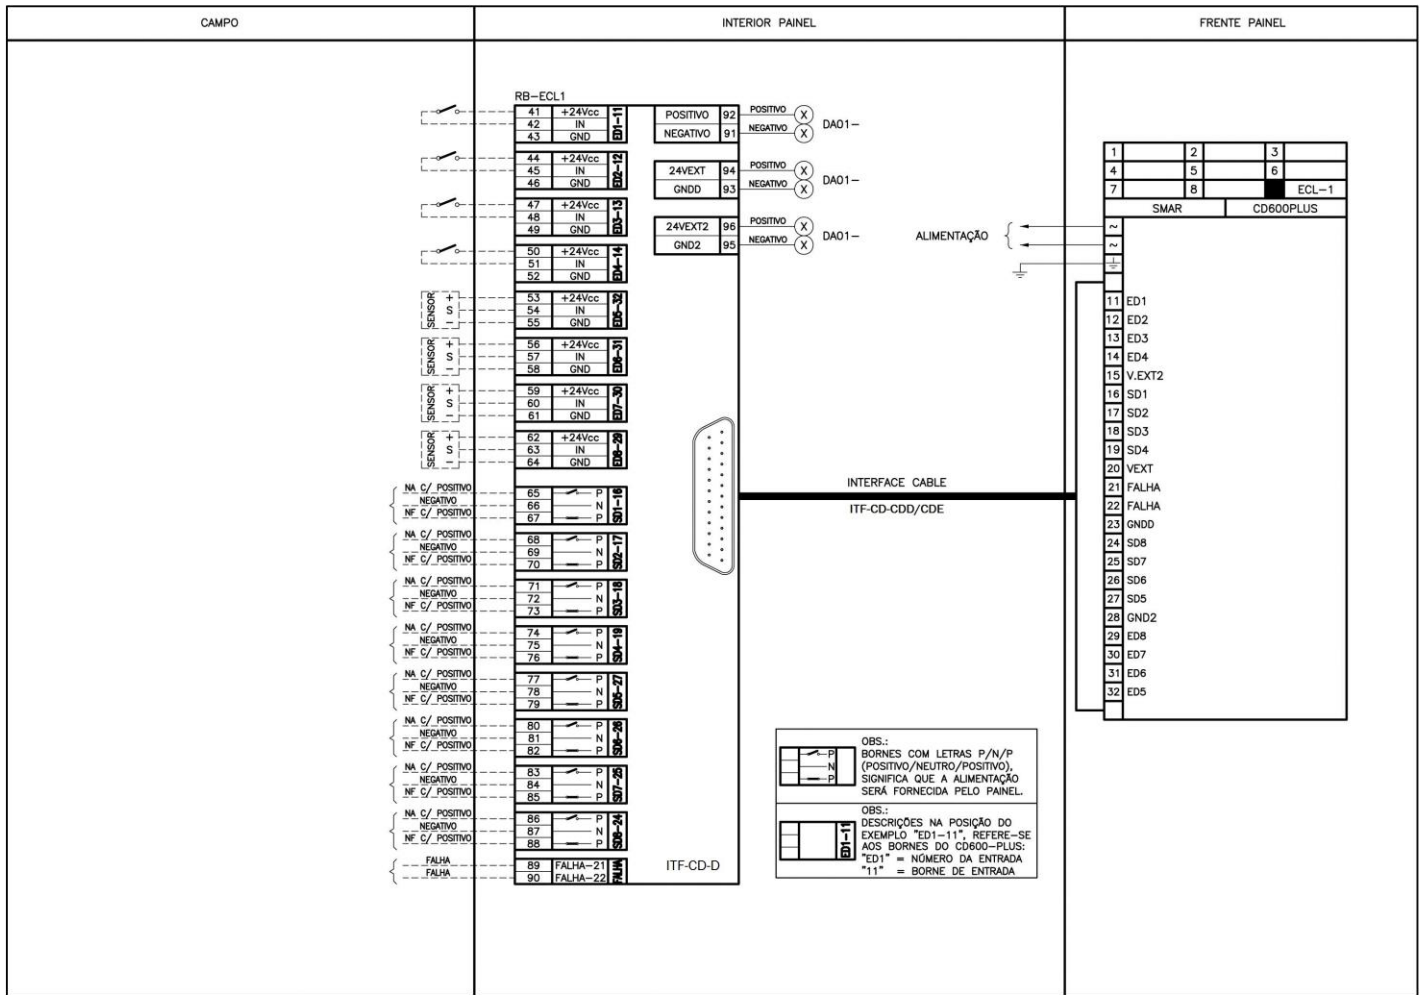 CAMPO
INTERIOR PAINEL
FRENTE PAINEL
RB-ECL1
41 +24Vcc
42 IN
43 GND
ED1-11
44 +24Vcc
45 IN
46 GND
ED2-12
47 +24Vcc
48 IN
49 GND
ED3-13
50 +24Vcc
51 IN
52 GND
ED4-14
SENSOR
+
S
-
53 +24Vcc
54 IN
55 GND
ED5-32
SENSOR
+
S
-
56 +24Vcc
57 IN
58 GND
ED6-31
SENSOR
+
S
-
59 +24Vcc
60 IN
61 GND
ED7-30
SENSOR
+
S
-
62 +24Vcc
63 IN
64 GND
ED8-29
NA C/ POSITIVO 65 P
NEGATIVO 66 N
NF C/ POSITIVO 67 P
SD1-16
NA C/ POSITIVO 68 P
NEGATIVO 69 N
NF C/ POSITIVO 70 P
SD2-17
NA C/ POSITIVO 71 P
NEGATIVO 72 N
NF C/ POSITIVO 73 P
SD3-18
NA C/ POSITIVO 74 P
NEGATIVO 75 N
NF C/ POSITIVO 76 P
SD4-19
NA C/ POSITIVO 77 P
NEGATIVO 78 N
NF C/ POSITIVO 79 P
SD5-27
NA C/ POSITIVO 80 P
NEGATIVO 81 N
NF C/ POSITIVO 82 P
SD6-26
NA C/ POSITIVO 83 P
NEGATIVO 84 N
NF C/ POSITIVO 85 P
SD7-25
NA C/ POSITIVO 86 P
NEGATIVO 87 N
NF C/ POSITIVO 88 P
SD8-24
FALHA 89 FALHA-21
FALHA 90 FALHA-22
FALHA
POSITIVO 92 POSITIVO X
NEGATIVO 91 NEGATIVO X
DA01-
24VEXT 94 POSITIVO X
GNDD 93 NEGATIVO X
DA01-
24VEXT2 96 POSITIVO X
GND2 95 NEGATIVO X
DA01-
ITF-CD-D
INTERFACE CABLE
ITF-CD-CDD/CDE
P
N
P
OBS.:
BORNES COM LETRAS P/N/P
(POSITIVO/NEUTRO/POSITIVO),
SIGNIFICA QUE A ALIMENTAÇÃO
SERÁ FORNECIDA PELO PAINEL.
ED1-11
OBS.:
DESCRIÇÕES NA POSIÇÃO DO
EXEMPLO "ED1-11", REFERE-SE
AOS BORNES DO CD600-PLUS:
"ED1" = NÚMERO DA ENTRADA
"11" = BORNE DE ENTRADA
ALIMENTAÇÃO
1 2 3
4 5 6
7 8 ECL-1
SMAR CD600PLUS
~
~
11 ED1
12 ED2
13 ED3
14 ED4
15 V.EXT2
16 SD1
17 SD2
18 SD3
19 SD4
20 VEXT
21 FALHA
22 FALHA
23 GNDD
24 SD8
25 SD7
26 SD6
27 SD5
28 GND2
29 ED8
30 ED7
31 ED6
32 ED5